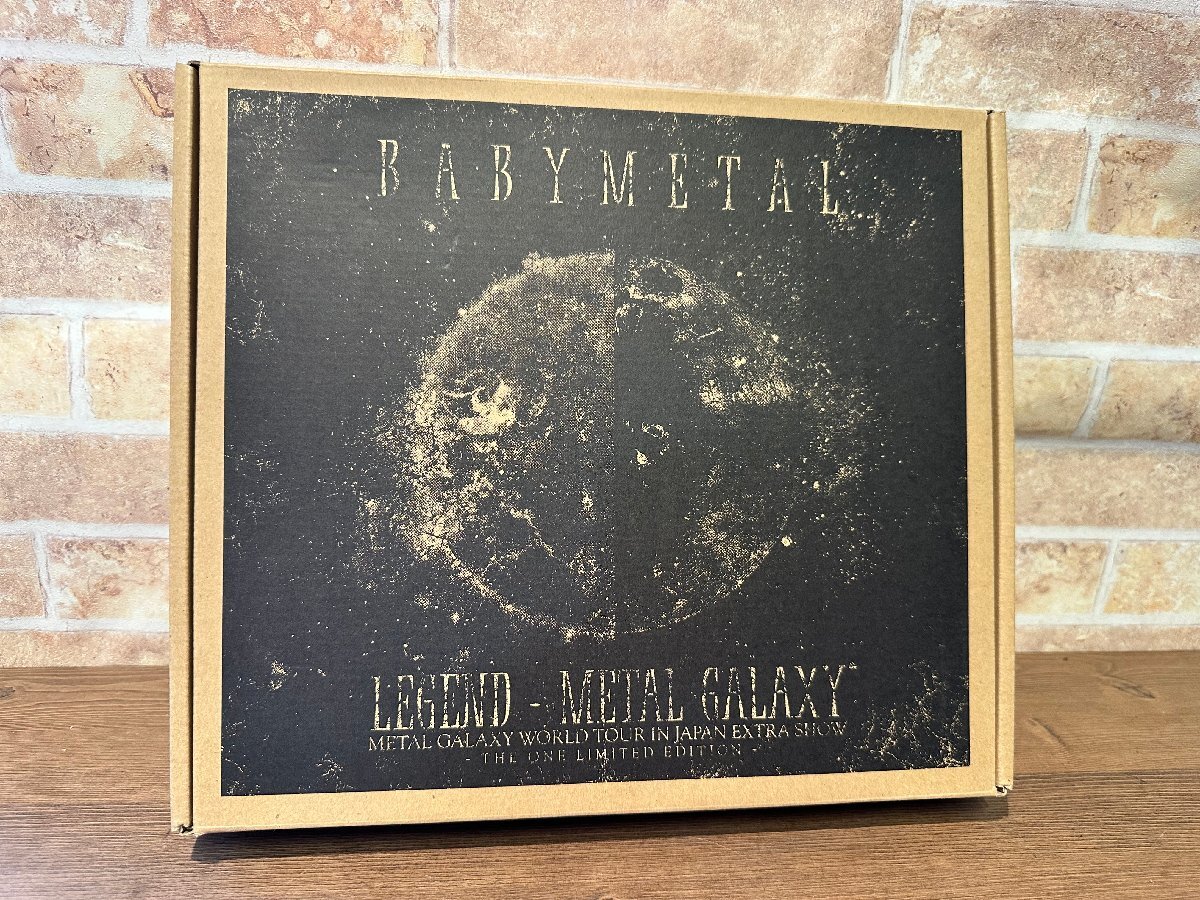 BABYMETAL
LEGEND - METAL GALAXY
METAL GALAXY WORLD TOUR IN JAPAN EXTRA SHOW
- THE ONE LIMITED EDITION -